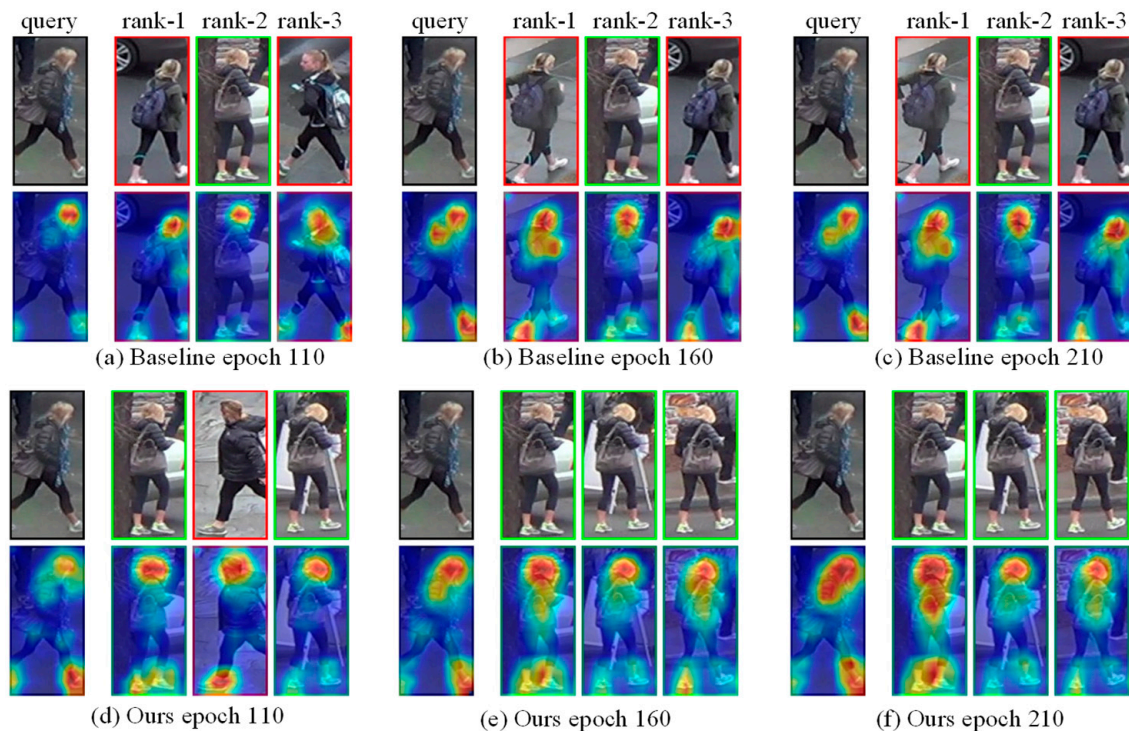 query rank-1 rank-2 rank-3 query rank-1 rank-2 rank-3 query rank-1 rank-2 rank-3
(a) Baseline epoch 110 (b) Baseline epoch 160 (c) Baseline epoch 210
(d) Ours epoch 110 (e) Ours epoch 160 (f) Ours epoch 210